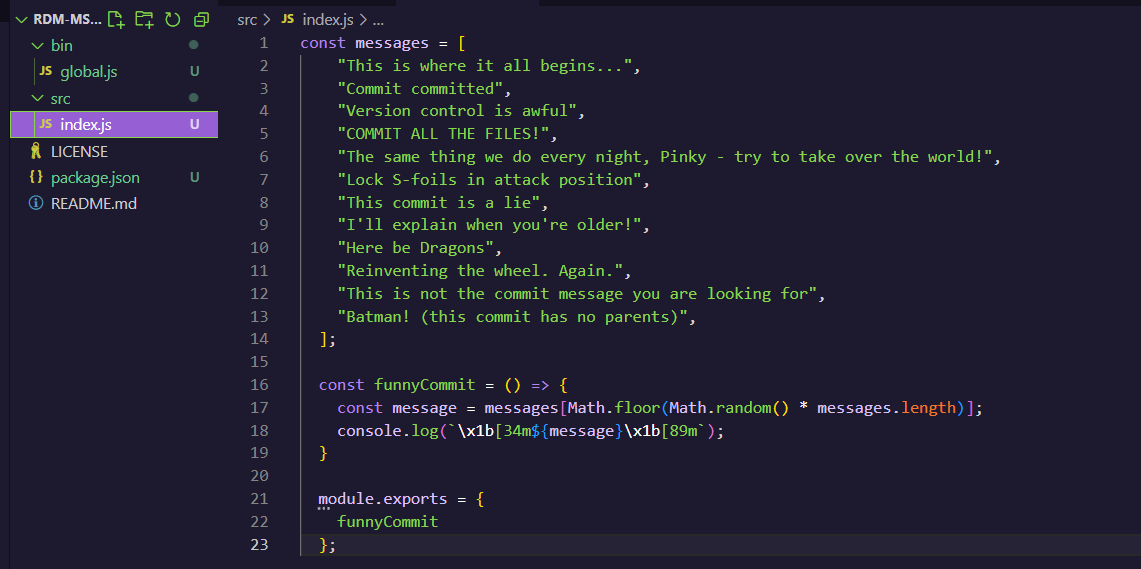 RDM-MS...
bin
JS global.js U
src
JS index.js U
LICENSE
{} package.json U
README.md
src > JS index.js > ...
1 const messages = [
2 "This is where it all begins...",
3 "Commit committed",
4 "Version control is awful",
5 "COMMIT ALL THE FILES!",
6 "The same thing we do every night, Pinky - try to take over the world!",
7 "Lock S-foils in attack position",
8 "This commit is a lie",
9 "I'll explain when you're older!",
10 "Here be Dragons",
11 "Reinventing the wheel. Again.",
12 "This is not the commit message you are looking for",
13 "Batman! (this commit has no parents)",
14 ];
15
16 const funnyCommit = () => {
17 const message = messages[Math.floor(Math.random() * messages.length)];
18 console.log(`\x1b[34m${message}\x1b[89m`);
19 }
20
21 module.exports = {
22 funnyCommit
23 };